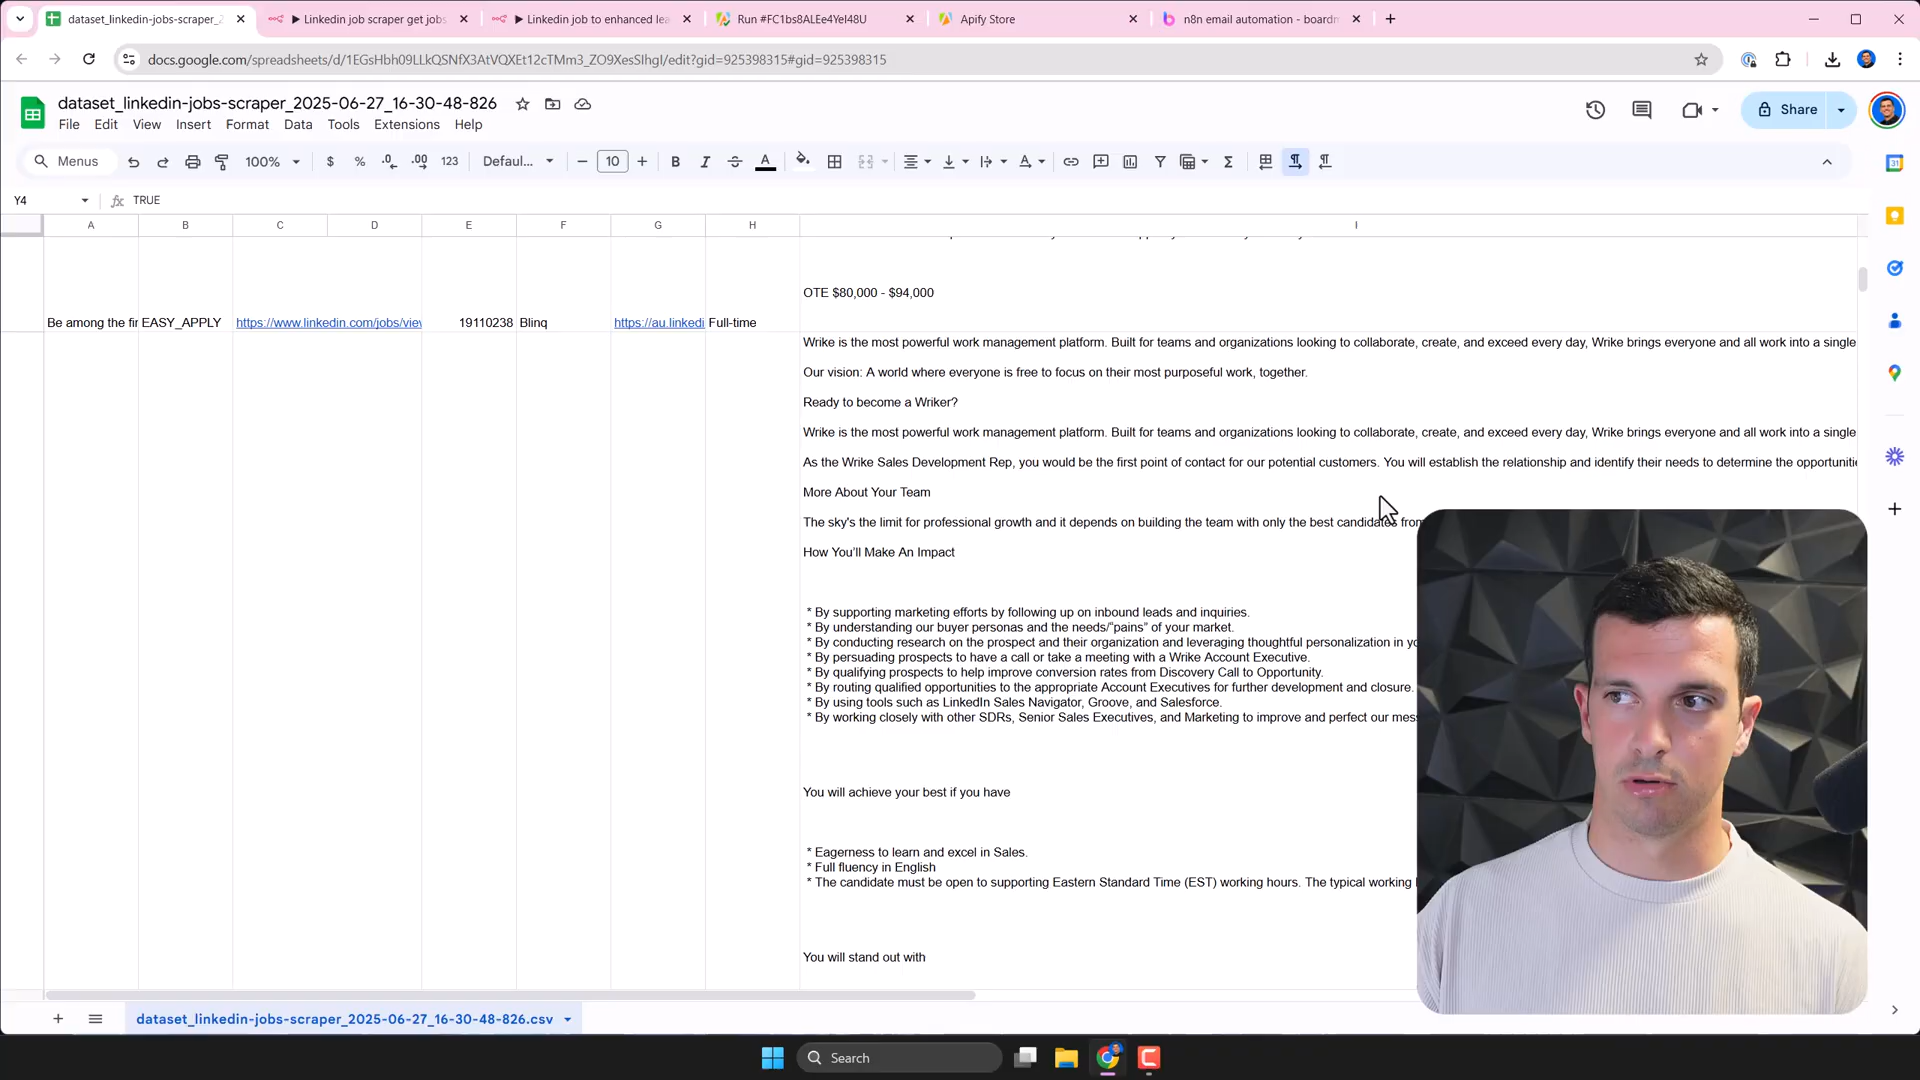 dataset_linkedin-jobs-scraper_2
Linkedin job scraper get jobs
Linkedin job to enhanced lea
Run #FC1bs8ALEe4YeI48U
Apify Store
n8n email automation - boardm
docs.google.com/spreadsheets/d/1EGsHbh09LLkQSNfX3AtVQXEt12cTMm3_ZO9XesSIhgI/edit?gid=925398315#gid=925398315
dataset_linkedin-jobs-scraper_2025-06-27_16-30-48-826
Share
File Edit View Insert Format Data Tools Extensions Help
Menus 100% $ % .0 .00 123 Defaul... 10 B I S A Σ
31
Y4 fx TRUE
A B C D E F G H I
OTE $80,000 - $94,000
Be among the fir EASY_APPLY https://www.linkedin.com/jobs/view 19110238 Blinq https://au.linkedi Full-time
Wrike is the most powerful work management platform. Built for teams and organizations looking to collaborate, create, and exceed every day, Wrike brings everyone and all work into a single
Our vision: A world where everyone is free to focus on their most purposeful work, together.
Ready to become a Wriker?
Wrike is the most powerful work management platform. Built for teams and organizations looking to collaborate, create, and exceed every day, Wrike brings everyone and all work into a single
As the Wrike Sales Development Rep, you would be the first point of contact for our potential customers. You will establish the relationship and identify their needs to determine the opportuniti
More About Your Team
The sky's the limit for professional growth and it depends on building the team with only the best candidates from
How You'll Make An Impact
* By supporting marketing efforts by following up on inbound leads and inquiries.
* By understanding our buyer personas and the needs/"pains" of your market.
* By conducting research on the prospect and their organization and leveraging thoughtful personalization in yo
* By persuading prospects to have a call or take a meeting with a Wrike Account Executive.
* By qualifying prospects to help improve conversion rates from Discovery Call to Opportunity.
* By routing qualified opportunities to the appropriate Account Executives for further development and closure.
* By using tools such as LinkedIn Sales Navigator, Groove, and Salesforce.
* By working closely with other SDRs, Senior Sales Executives, and Marketing to improve and perfect our mess
You will achieve your best if you have
* Eagerness to learn and excel in Sales.
* Full fluency in English
* The candidate must be open to supporting Eastern Standard Time (EST) working hours. The typical working
You will stand out with
dataset_linkedin-jobs-scraper_2025-06-27_16-30-48-826.csv
Search